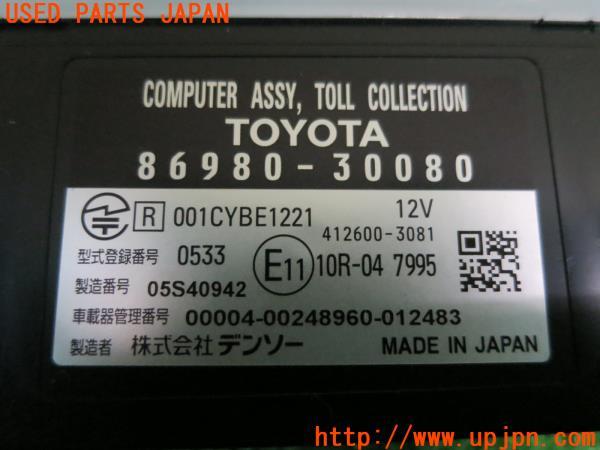 USED PARTS JAPAN
COMPUTER ASSY, TOLL COLLECTION
TOYOTA
86980-30080
R 001CYBE1221 12V
412600-3081
型式登録番号 0533 E11 10R-04 7995
製造番号 05S40942
車載器管理番号 00004-00248960-012483
製造者 株式会社 デンソー MADE IN JAPAN
http://www.upjpn.com